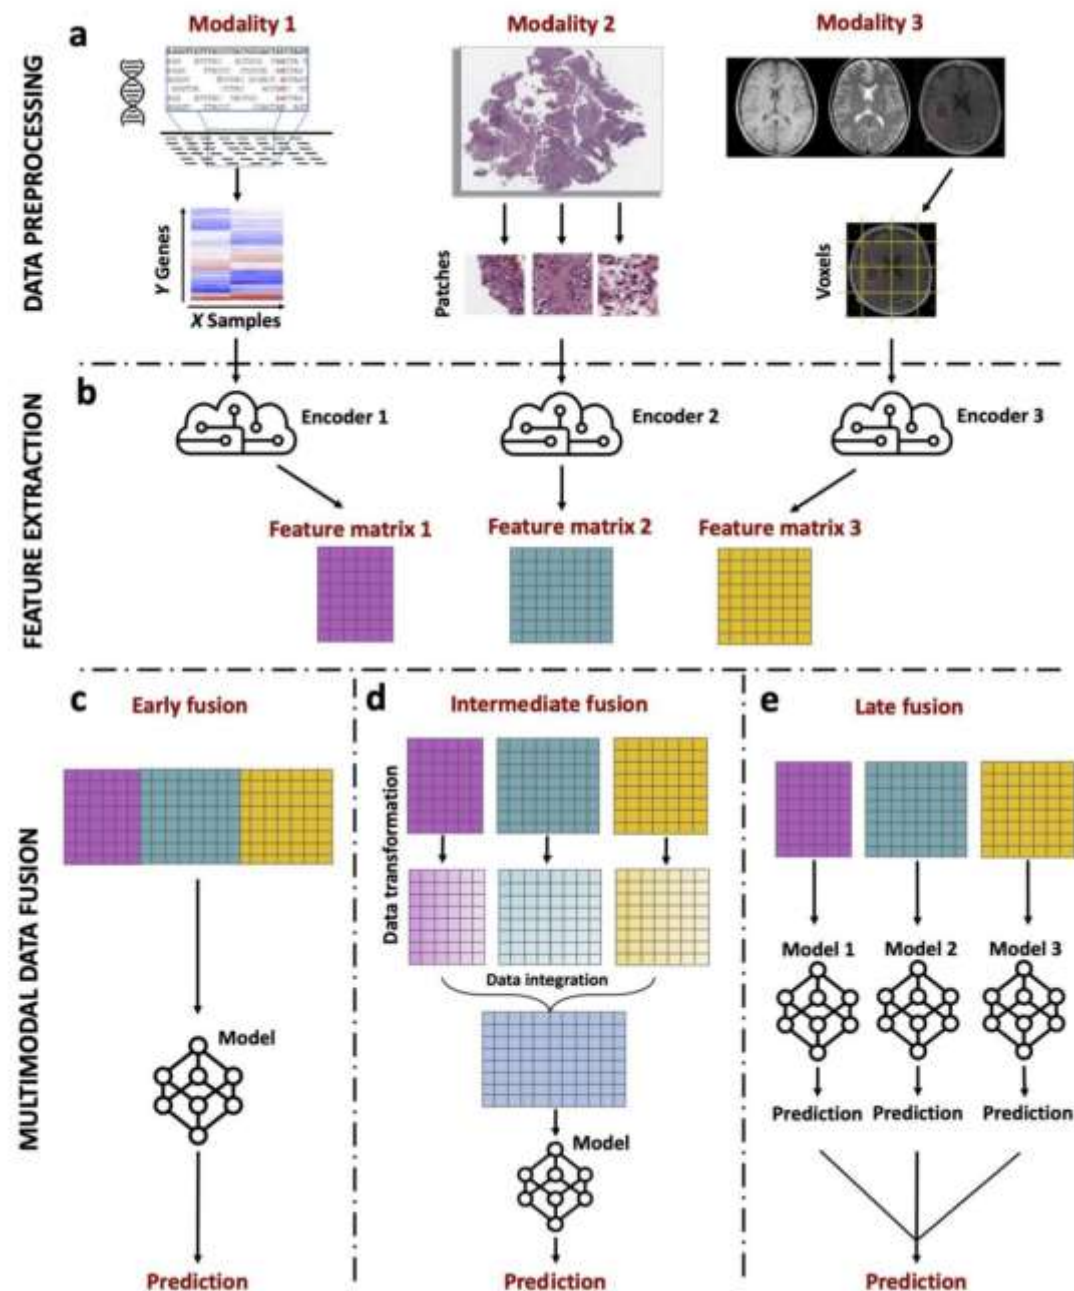 a
Modality 1
Modality 2
Modality 3
DATA PREPROCESSING
Y Genes
X Samples
Patches
Voxels
b
FEATURE EXTRACTION
Encoder 1
Encoder 2
Encoder 3
Feature matrix 1
Feature matrix 2
Feature matrix 3
MULTIMODAL DATA FUSION
c
Early fusion
Model
Prediction
d
Intermediate fusion
Data transformation
Data integration
Model
Prediction
e
Late fusion
Model 1
Model 2
Model 3
Prediction
Prediction
Prediction
Prediction